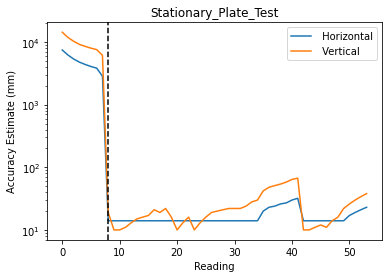 Stationary_Plate_Test
Horizontal
Vertical
Accuracy Estimate (mm)
10⁴
10³
10²
10¹
0
10
20
30
40
50
Reading